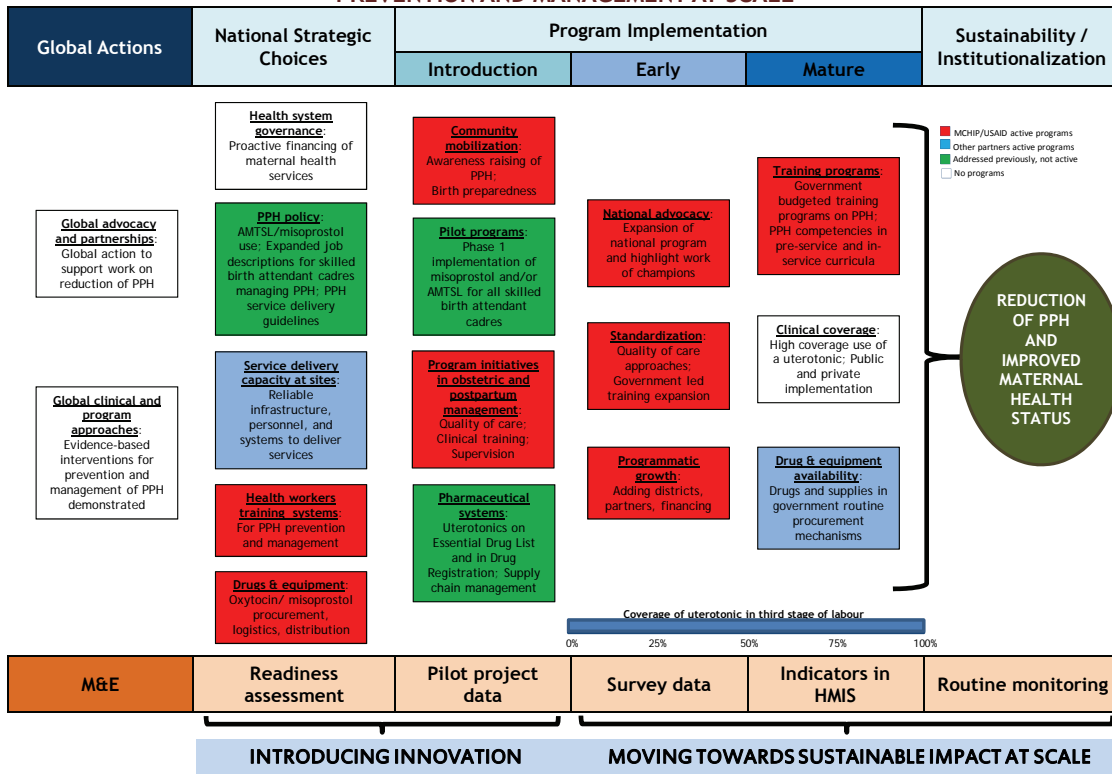 PREVENTION AND MANAGEMENT AT SCALE
Global Actions
National Strategic
Choices
Program Implementation
Introduction
Early
Mature
Sustainability /
Institutionalization
Global advocacy
and partnerships:
Global action to
support work on
reduction of PPH
Global clinical and
program
approaches:
Evidence-based
interventions for
prevention and
management of PPH
demonstrated
Health system
governance:
Proactive financing of
maternal health
services
PPH policy:
AMTSL/misoprostol
use; Expanded job
descriptions for skilled
birth attendant cadres
managing PPH; PPH
service delivery
guidelines
Service delivery
capacity at sites:
Reliable
infrastructure,
personnel, and
systems to deliver
services
Health workers
training systems:
For PPH prevention
and management
Drugs & equipment:
Oxytocin/ misoprostol
procurement,
logistics, distribution
Community
mobilization:
Awareness raising of
PPH;
Birth preparedness
Pilot programs:
Phase 1
implementation of
misoprostol and/or
AMTSL for all skilled
birth attendant
cadres
Program initiatives
in obstetric and
postpartum
management:
Quality of care;
Clinical training;
Supervision
Pharmaceutical
systems:
Uterotonics on
Essential Drug List
and in Drug
Registration; Supply
chain management
National advocacy:
Expansion of
national program
and highlight work
of champions
Standardization:
Quality of care
approaches;
Government led
training expansion
Programmatic
growth:
Adding districts,
partners, financing
Training programs:
Government
budgeted training
programs on PPH;
PPH competencies in
pre-service and in-
service curricula
Clinical coverage:
High coverage use of
a uterotonic; Public
and private
implementation
Drug & equipment
availability:
Drugs and supplies in
government routine
procurement
mechanisms
MCHIP/USAID active programs
Other partners active programs
Addressed previously, not active
No programs
REDUCTION
OF PPH
AND
IMPROVED
MATERNAL
HEALTH
STATUS
Coverage of uterotonic in third stage of labour
0% 25% 50% 75% 100%
M&E
Readiness
assessment
Pilot project
data
Survey data
Indicators in
HMIS
Routine monitoring
INTRODUCING INNOVATION
MOVING TOWARDS SUSTAINABLE IMPACT AT SCALE